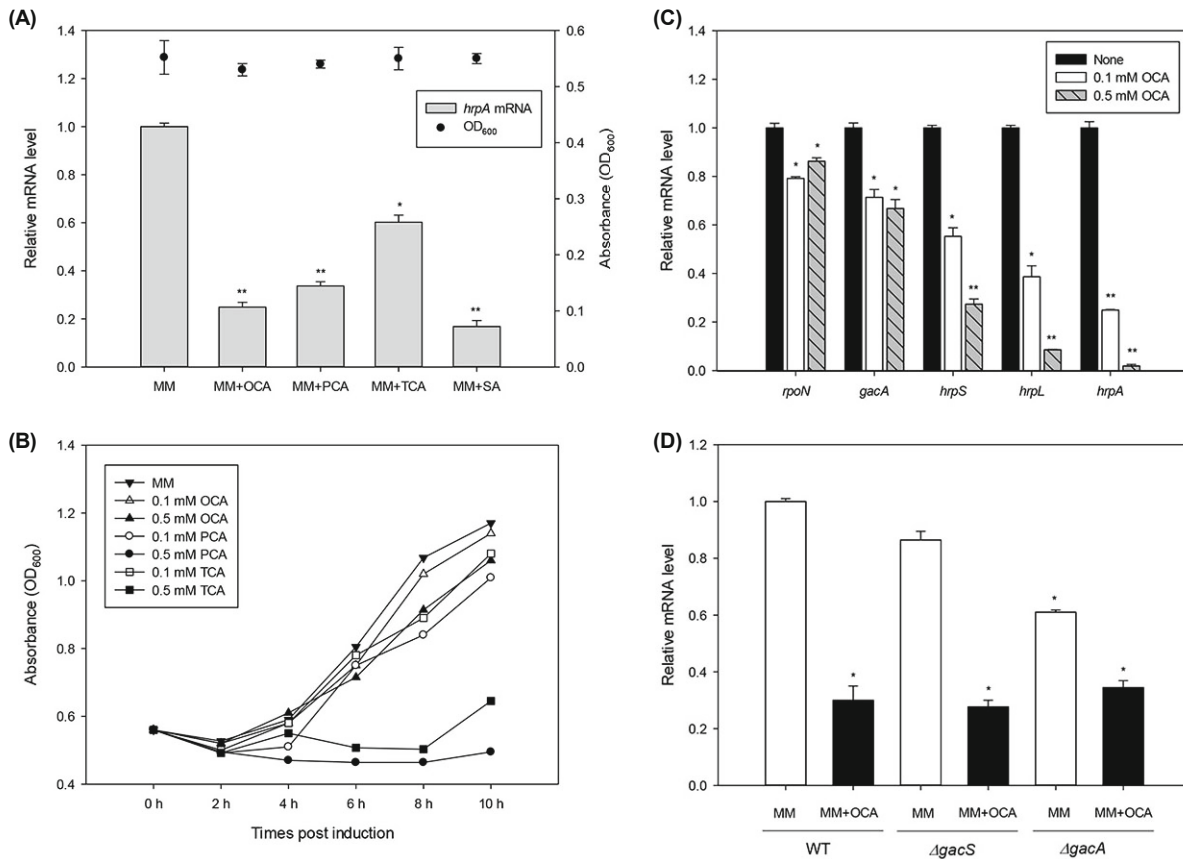 (A)
1.4
1.2
1.0
0.8
0.6
0.4
0.2
0.0
Relative mRNA level
0.6
0.5
0.4
0.3
0.2
0.1
0.0
Absorbance (OD600)
hrpA mRNA
OD600
*
**
**
**
MM
MM+OCA
MM+PCA
MM+TCA
MM+SA
(B)
1.4
1.2
1.0
0.8
0.6
0.4
Absorbance (OD600)
MM
0.1 mM OCA
0.5 mM OCA
0.1 mM PCA
0.5 mM PCA
0.1 mM TCA
0.5 mM TCA
0 h
2 h
4 h
6 h
8 h
10 h
Times post induction
(C)
1.4
1.2
1.0
0.8
0.6
0.4
0.2
0.0
Relative mRNA level
None
0.1 mM OCA
0.5 mM OCA
*
*
*
*
*
**
*
**
**
**
rpoN
gacA
hrpS
hrpL
hrpA
(D)
1.2
1.0
0.8
0.6
0.4
0.2
0.0
Relative mRNA level
*
*
*
*
MM
MM+OCA
MM
MM+OCA
MM
MM+OCA
WT
ΔgacS
ΔgacA